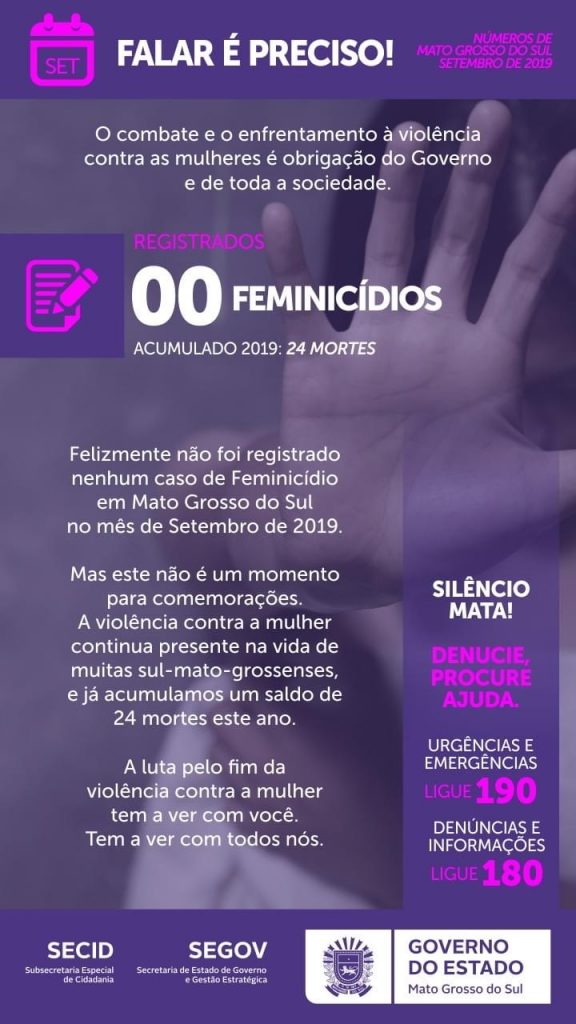 SET
FALAR É PRECISO!
NÚMEROS DE
MATO GROSSO DO SUL
SETEMBRO DE 2019
O combate e o enfrentamento à violência
contra as mulheres é obrigação do Governo
e de toda a sociedade.
REGISTRADOS
00 FEMINICÍDIOS
ACUMULADO 2019: 24 MORTES
Felizmente não foi registrado
nenhum caso de Feminicídio
em Mato Grosso do Sul
no mês de Setembro de 2019.
Mas este não é um momento
para comemorações.
A violência contra a mulher
continua presente na vida de
muitas sul-mato-grossenses,
e já acumulamos um saldo de
24 mortes este ano.
A luta pelo fim da
violência contra a mulher
tem a ver com você.
Tem a ver com todos nós.
SILÊNCIO
MATA!
DENUCIE,
PROCURE
AJUDA.
URGÊNCIAS E
EMERGÊNCIAS
LIGUE 190
DENÚNCIAS E
INFORMAÇÕES
LIGUE 180
SECID
Subsecretaria Especial
de Cidadania
SEGOV
Secretaria de Estado de Governo
e Gestão Estratégica
GOVERNO
DO ESTADO
Mato Grosso do Sul